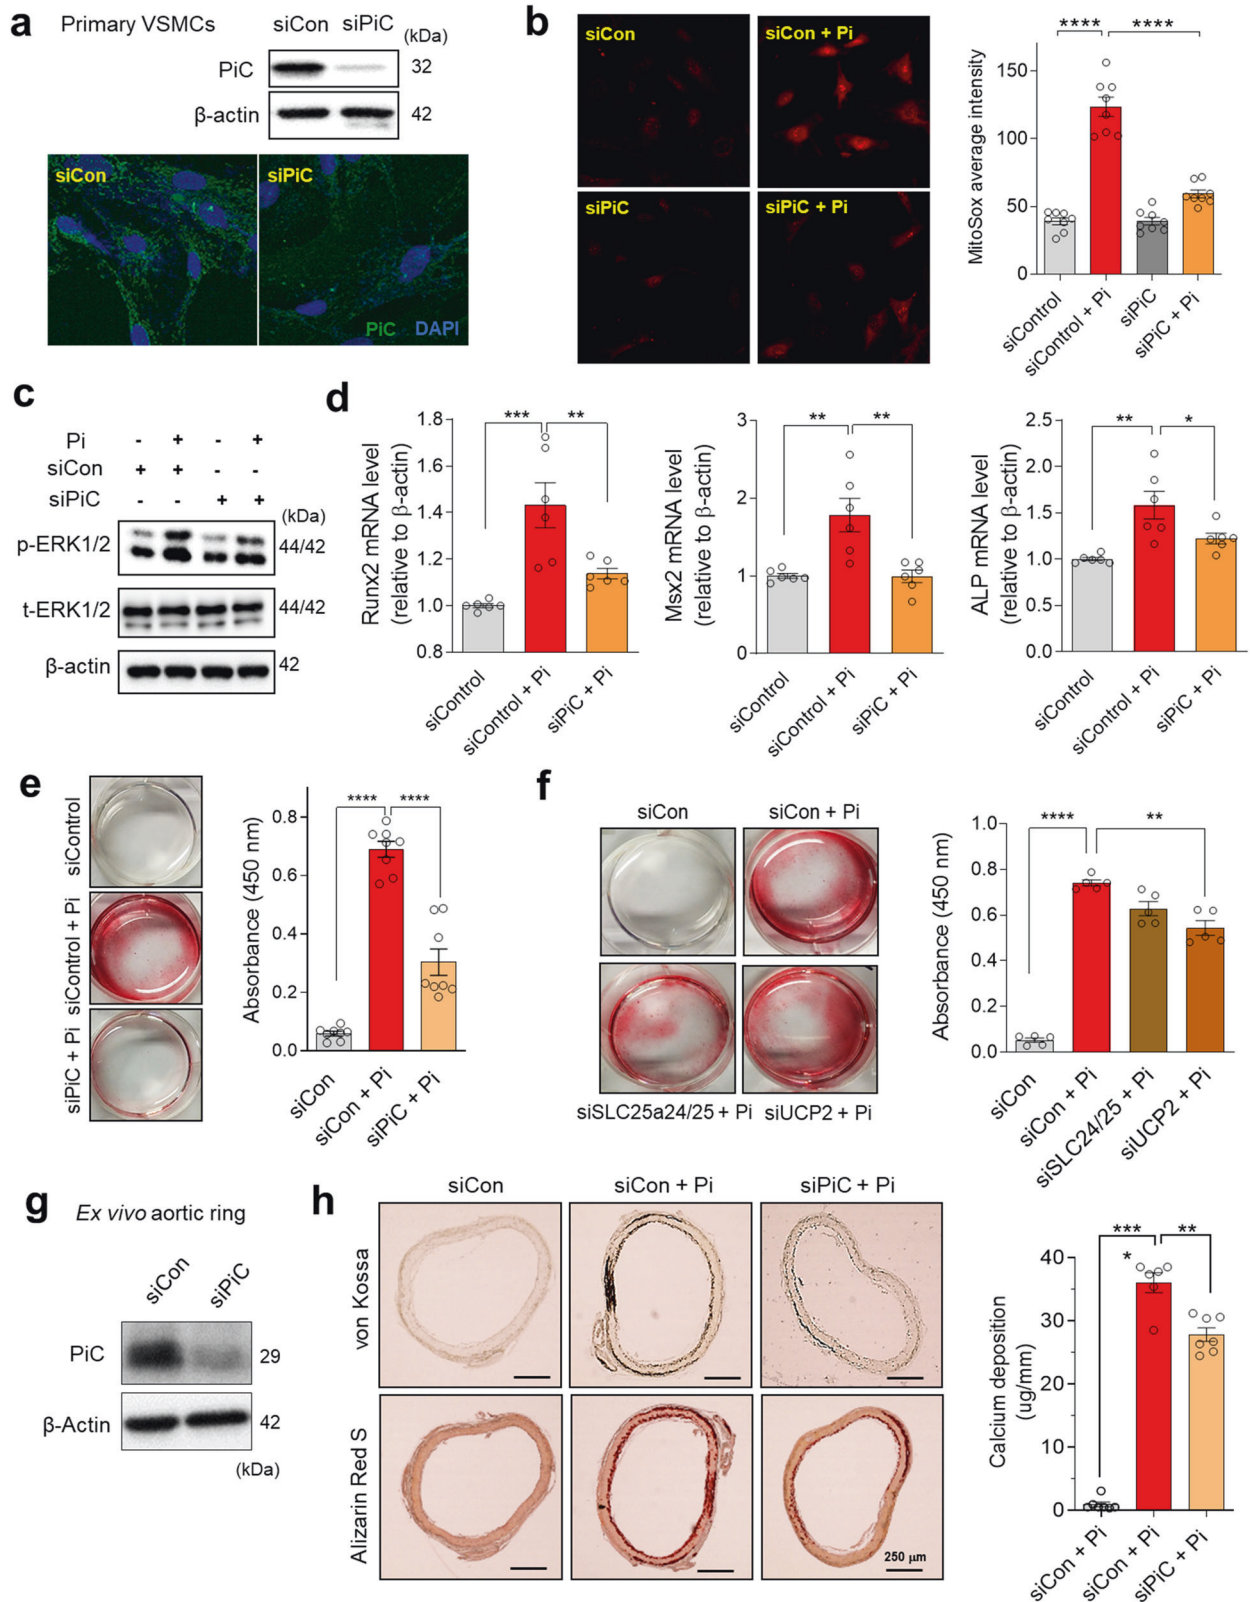 a
Primary VSMCs
siCon siPiC
(kDa)
PiC
32
β-actin
42
siCon
siPiC
PiC DAPI
b
siCon
siCon + Pi
siPiC
siPiC + Pi
MitoSox average intensity
**** ****
150
100
50
0
siControl
siControl + Pi
siPiC
siPiC + Pi
c
Pi - + - +
siCon + + - -
siPiC - - + +
(kDa)
p-ERK1/2 44/42
t-ERK1/2 44/42
β-actin 42
d
Runx2 mRNA level
(relative to β-actin)
*** **
1.8
1.6
1.4
1.2
1.0
0.8
siControl
siControl + Pi
siPiC + Pi
Msx2 mRNA level
(relative to β-actin)
** **
3
2
1
0
siControl
siControl + Pi
siPiC + Pi
ALP mRNA level
(relative to β-actin)
** *
2.5
2.0
1.5
1.0
0.5
0.0
siControl
siControl + Pi
siPiC + Pi
e
siControl
siControl + Pi
siPiC + Pi
Absorbance (450 nm)
**** ****
0.8
0.6
0.4
0.2
0.0
siCon
siCon + Pi
siPiC + Pi
f
siCon
siCon + Pi
siSLC25a24/25 + Pi
siUCP2 + Pi
Absorbance (450 nm)
**** **
1.0
0.8
0.6
0.4
0.2
0.0
siCon
siCon + Pi
siSLC24/25 + Pi
siUCP2 + Pi
g
Ex vivo aortic ring
siCon
siPiC
PiC 29
β-Actin 42
(kDa)
h
siCon
siCon + Pi
siPiC + Pi
von Kossa
Alizarin Red S
250 μm
Calcium deposition
(ug/mm)
*** **
*
40
30
36
10
0
siCon + Pi
siCon + Pi
siPiC + Pi